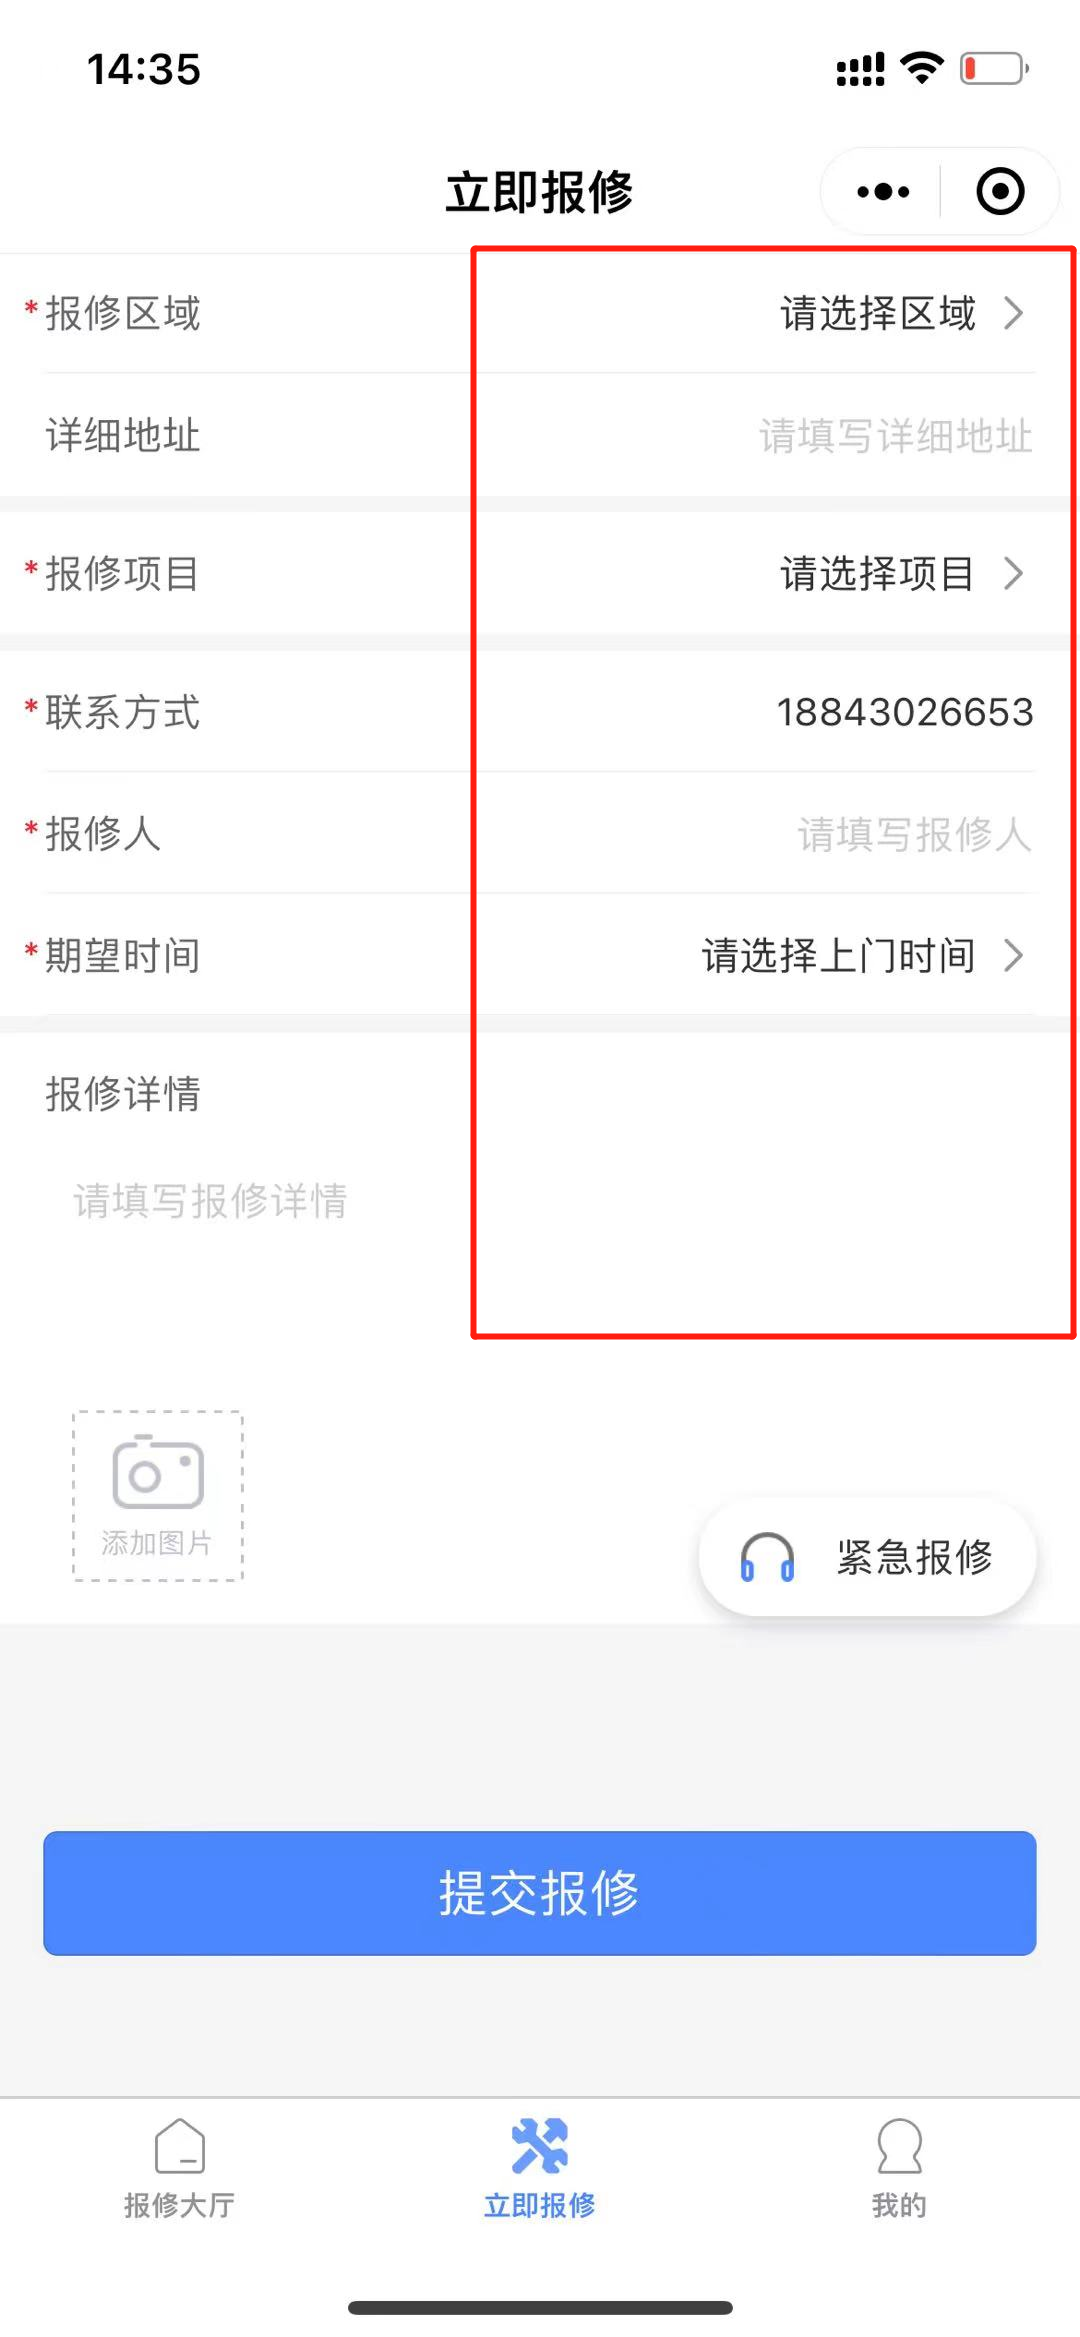 14:35
立即报修
*报修区域 请选择区域
详细地址 请填写详细地址
*报修项目 请选择项目
*联系方式 18843026653
*报修人 请填写报修人
*期望时间 请选择上门时间
报修详情
请填写报修详情
添加图片
紧急报修
提交报修
报修大厅 立即报修 我的